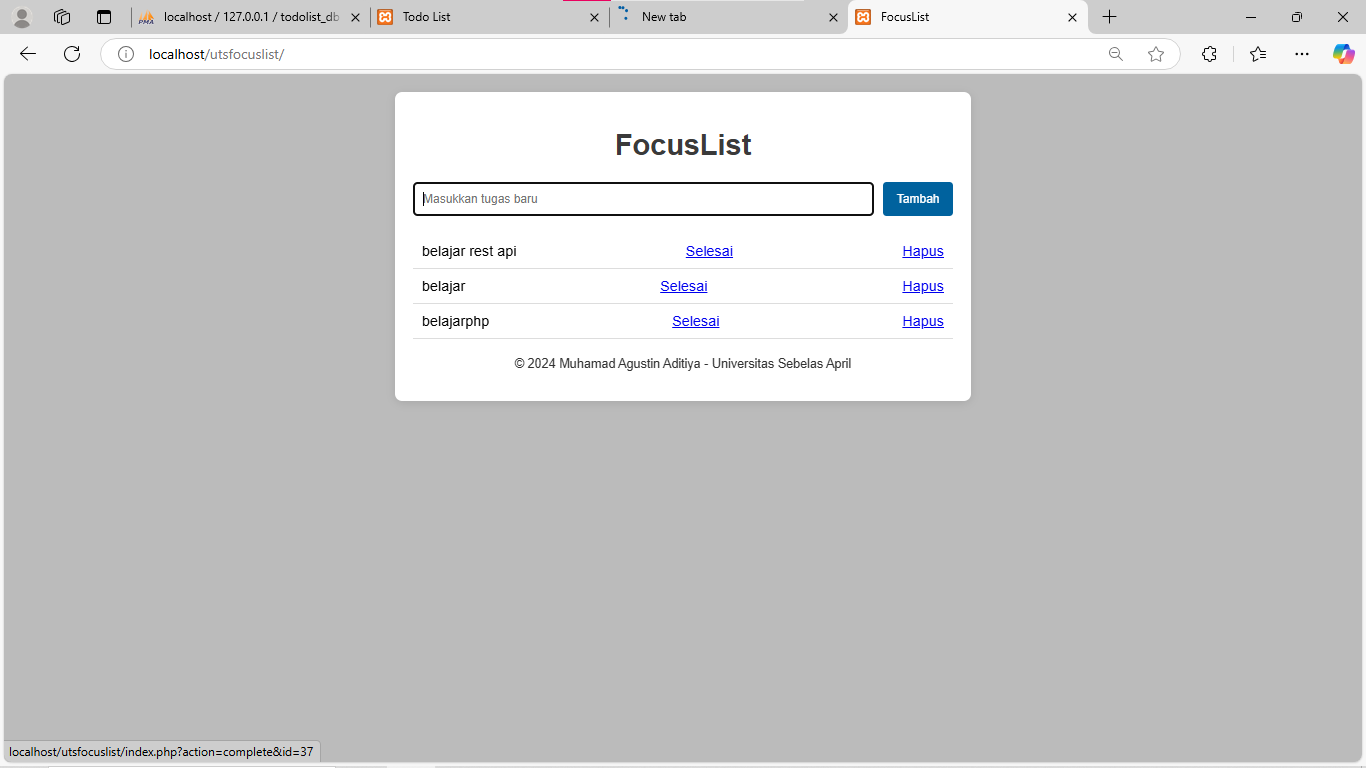 PMA localhost / 127.0.0.1 / todolist_db Todo List New tab FocusList
localhost/utsfocuslist/
FocusList
Masukkan tugas baru Tambah
belajar rest api Selesai Hapus
belajar Selesai Hapus
belajarphp Selesai Hapus
© 2024 Muhamad Agustin Aditiya - Universitas Sebelas April
localhost/utsfocuslist/index.php?action=complete&id=37